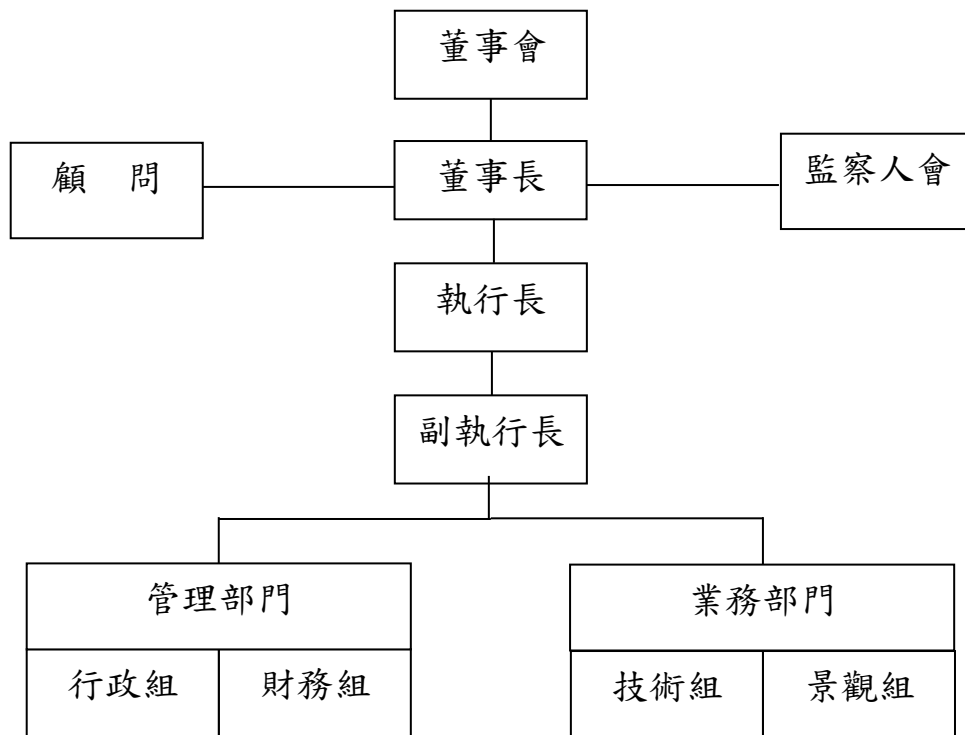 董事會
顧　問
董事長
監察人會
執行長
副執行長
管理部門
業務部門
行政組
財務組
技術組
景觀組